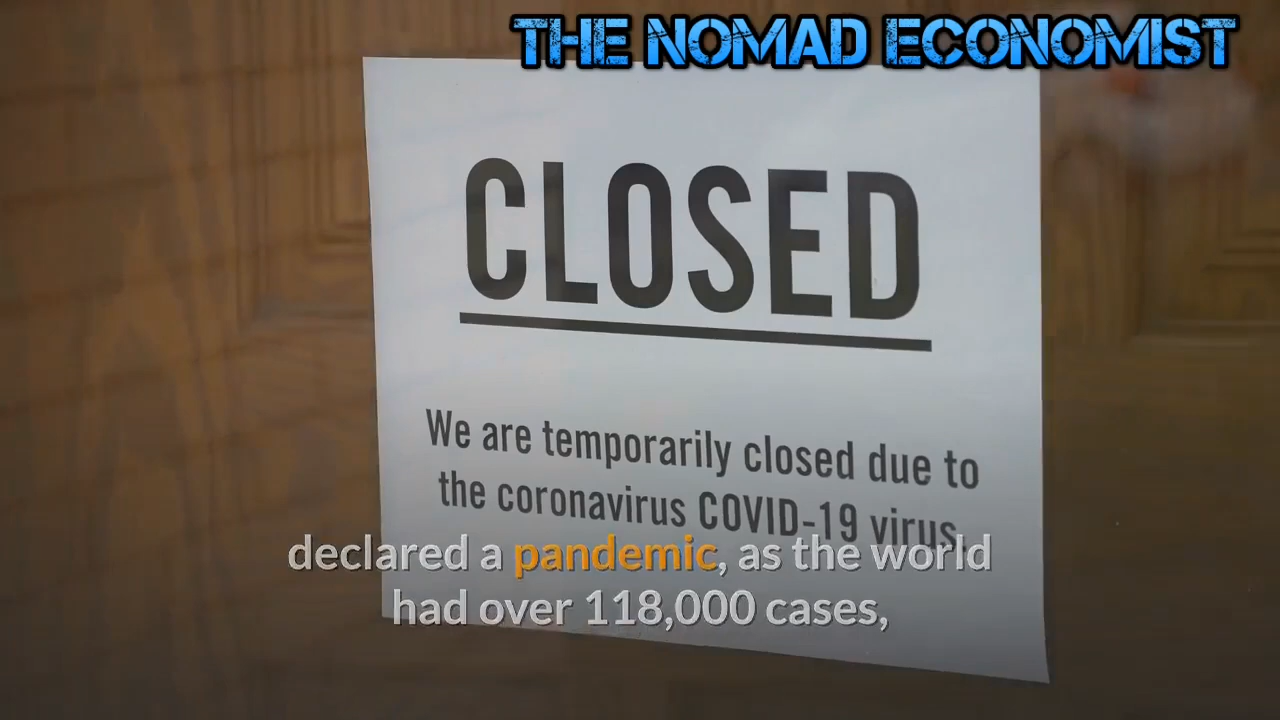 THE NOMAD ECONOMIST
CLOSED
We are temporarily closed due to
the coronavirus COVID-19 virus.
declared a pandemic, as the world
had over 118,000 cases,